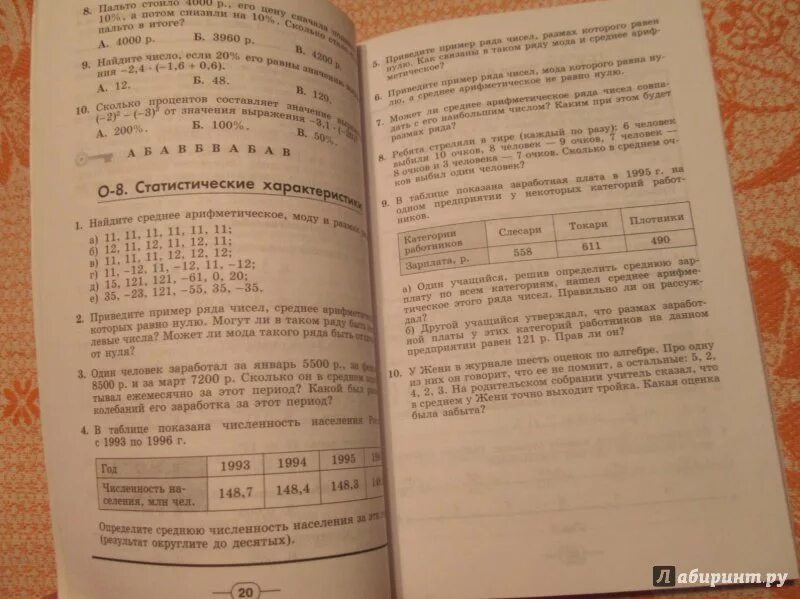 8. Пальто стоило 4000 р., его цену сначала
10%, а потом снизили на 10%. Сколько
пальто в итоге?
А. 4000 р. Б. 3960 р. В. 4200 р.
9. Найдите число, если 20% его равны значению
ния −2,4 · (−1,6 + 0,6).
А. 12. Б. 48. В. 120.
10. Сколько процентов составляет значение
(−2)² − (−3)³ от значения выражения −3,1 ·
А. 200%. Б. 100%. В. 50%.
А Б А В Б В А Б А В
О-8. Статистические характеристики
1. Найдите среднее арифметическое, моду и размах
а) 11, 11, 11, 11, 11, 11;
б) 12, 11, 12, 11, 12, 11;
в) 11, 11, 11, 12, 12, 12;
г) 11, −12, 11, −12, 11, −12;
д) 15, 121, 121, −61, 0, 20;
е) 35, −23, 121, −55, 35, −35.
2. Приведите пример ряда чисел, среднее
которых равно нулю. Могут ли в таком ряду быть
левые числа? Может ли мода такого ряда быть
от нуля?
3. Один человек заработал за январь 5500 р., за
8500 р. и за март 7200 р. Сколько он в среднем
тывал ежемесячно за этот период? Какой был
колебаний его заработка за этот период?
4. В таблице показана численность населения
с 1993 по 1996 г.
Год 1993 1994 1995
Численность на-
селения, млн чел. 148,7 148,4 148,3
Определите среднюю численность населения за
(результат округлите до десятых).
20
5. Приведите пример ряда чисел, размах которого равен
нулю. Как связаны в таком ряду мода и среднее ариф-
метическое?
6. Приведите пример ряда чисел, мода которого равна ну-
лю, а среднее арифметическое не равно нулю.
7. Может ли среднее арифметическое ряда чисел совпа-
дать с его наибольшим числом? Каким при этом будет
размах ряда?
8. Ребята стреляли в тире (каждый по разу); 6 человек
выбили 10 очков, 8 человек — 9 очков, 7 человек —
8 очков и 3 человека — 7 очков. Сколько в среднем оч-
ков выбил один человек?
9. В таблице показана заработная плата в 1995 г. на
одном предприятии у некоторых категорий работ-
ников.
Категории
работников Слесари Токари Плотники
Зарплата, р. 558 611 490
а) Один учащийся, решив определить среднюю зар-
плату по всем категориям, нашел среднее арифме-
тическое этого ряда чисел. Правильно ли он рассуж-
дал?
б) Другой учащийся утверждал, что размах заработ-
ной платы у этих категорий работников на данном
предприятии равен 121 р. Прав ли он?
10. У Жени в журнале шесть оценок по алгебре. Про одну
из них он говорит, что ее не помнит, а остальные: 5, 2,
4, 2, 3. На родительском собрании учитель сказал, что
в среднем у Жени точно выходит тройка. Какая оценка
была забыта?
Лабиринт.ру